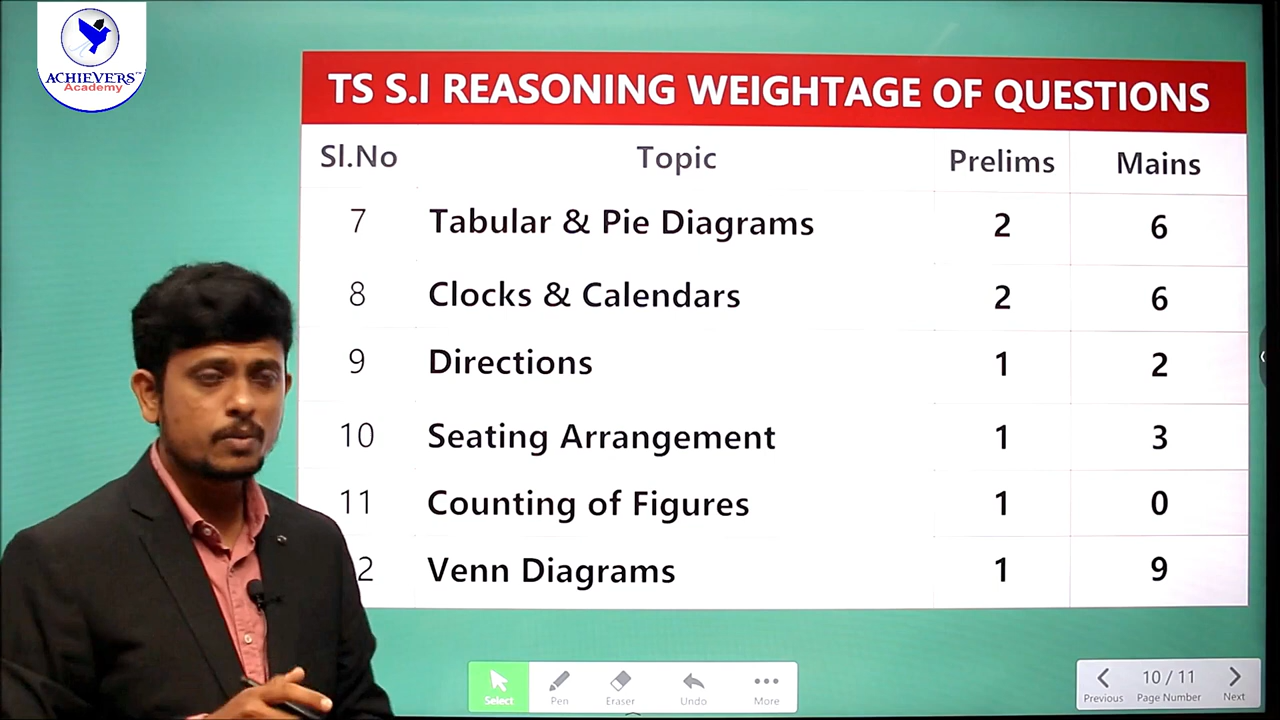 ACHIEVERS™
Academy
TS S.I REASONING WEIGHTAGE OF QUESTIONS
Sl.No Topic Prelims Mains
7 Tabular & Pie Diagrams 2 6
8 Clocks & Calendars 2 6
9 Directions 1 2
10 Seating Arrangement 1 3
11 Counting of Figures 1 0
2 Venn Diagrams 1 9
Select Pen Eraser Undo More
10 / 11
Previous Page Number Next